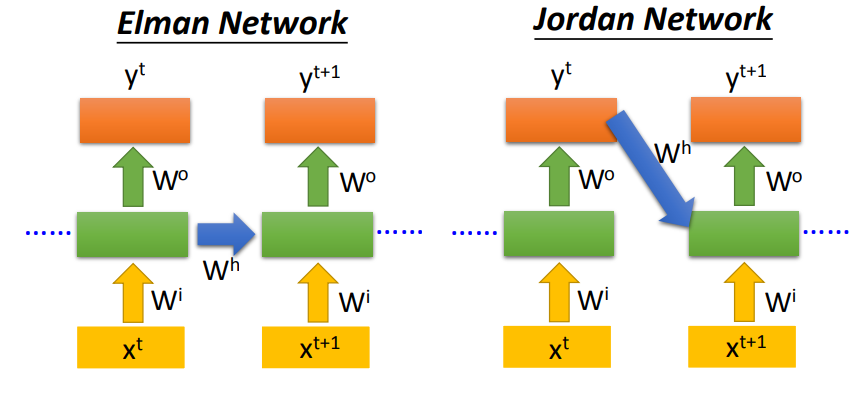 Elman Network
y^t
y^t+1
W^o
W^o
W^h
W^i
W^i
x^t
x^t+1
Jordan Network
y^t
y^t+1
W^h
W^o
W^o
W^i
W^i
x^t
x^t+1